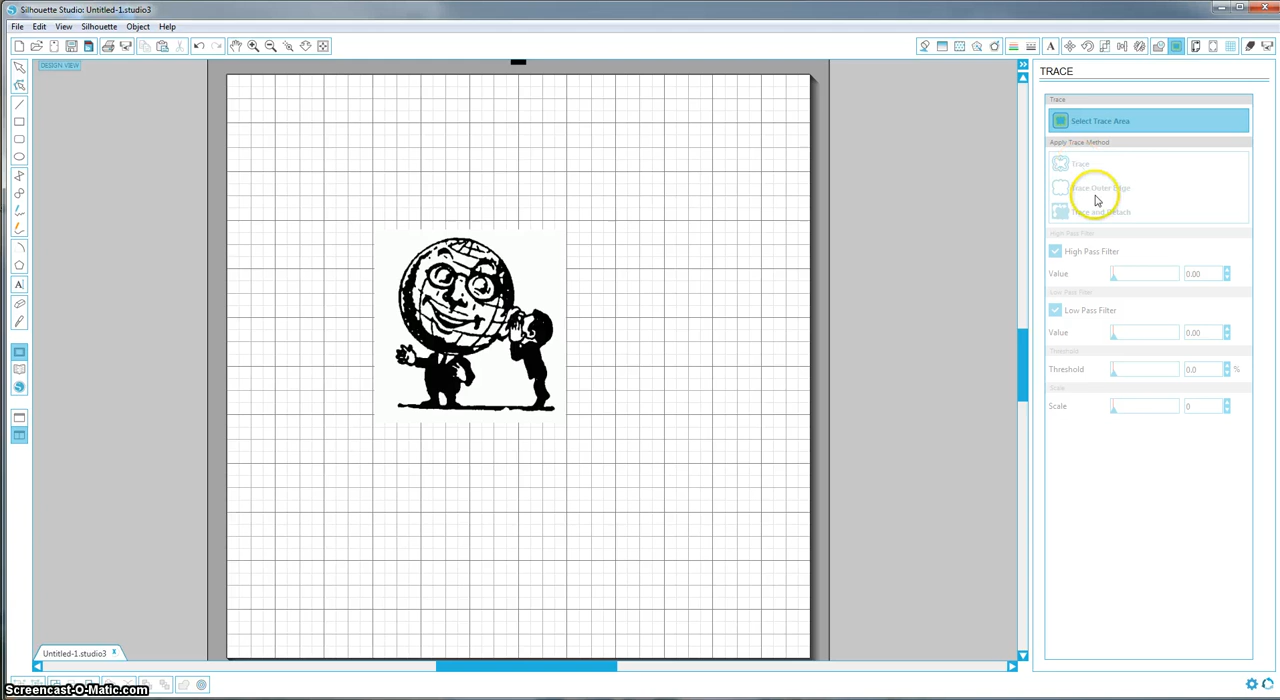 Silhouette Studio: Untitled-1.studio3
File Edit View Silhouette Object Help
DESIGN VIEW
TRACE
Trace
Select Trace Area
Apply Trace Method
Trace
Trace Outer Edge
Trace and Detach
High Pass Filter
High Pass Filter
Value 0.00
Low Pass Filter
Low Pass Filter
Value 0.00
Threshold
Threshold 0.0 %
Scale
Scale 0
Untitled-1.studio3 x
Screencast-O-Matic.com